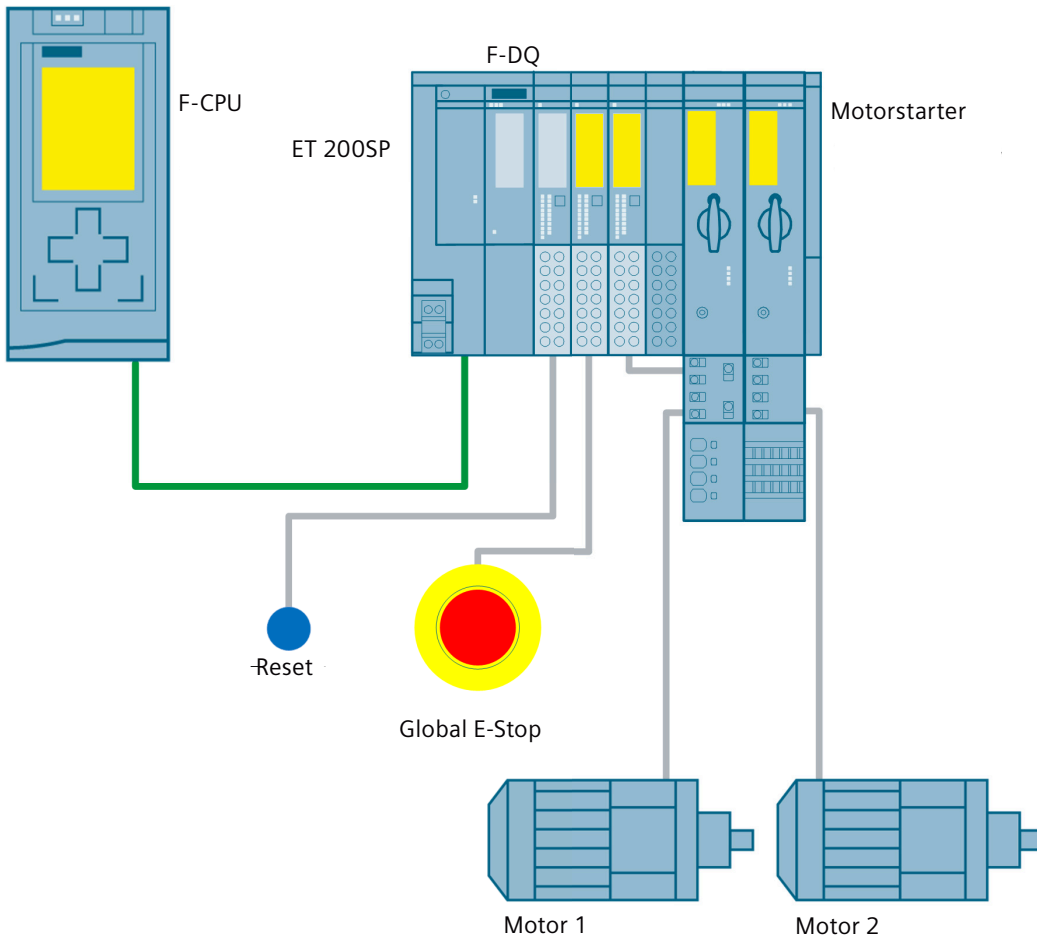 F-DQ
F-CPU
Motorstarter
ET 200SP
Reset
Global E-Stop
Motor 1
Motor 2